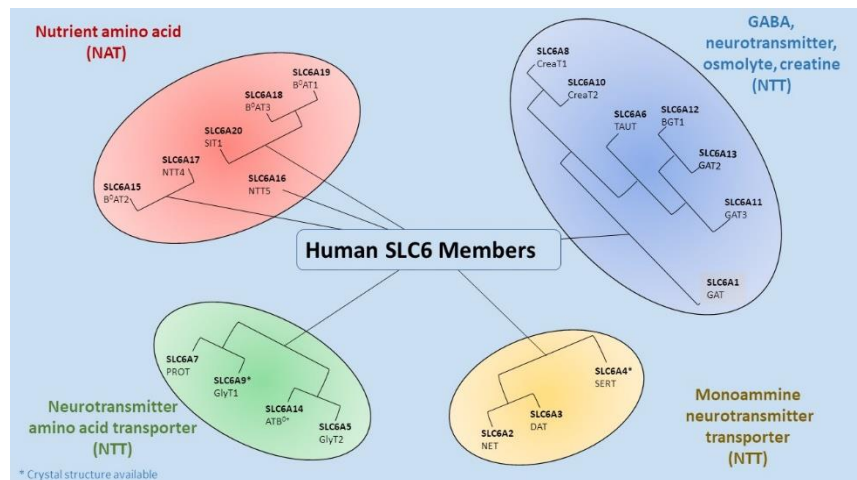 Nutrient amino acid
(NAT)
SLC6A19
B⁰AT1
SLC6A18
B⁰AT3
SLC6A20
SIT1
SLC6A17
NTT4
SLC6A16
NTT5
SLC6A15
B⁰AT2
GABA,
neurotransmitter,
osmolyte, creatine
(NTT)
SLC6A8
CreaT1
SLC6A10
CreaT2
SLC6A6
TAUT
SLC6A12
BGT1
SLC6A13
GAT2
SLC6A11
GAT3
SLC6A1
GAT
Human SLC6 Members
SLC6A7
PROT
SLC6A9*
GlyT1
SLC6A14
ATB⁰⁺
SLC6A5
GlyT2
Neurotransmitter
amino acid transporter
(NTT)
SLC6A4*
SERT
SLC6A3
DAT
SLC6A2
NET
Monoammine
neurotmitter
transporter
(NTT)
* Crystal structure available